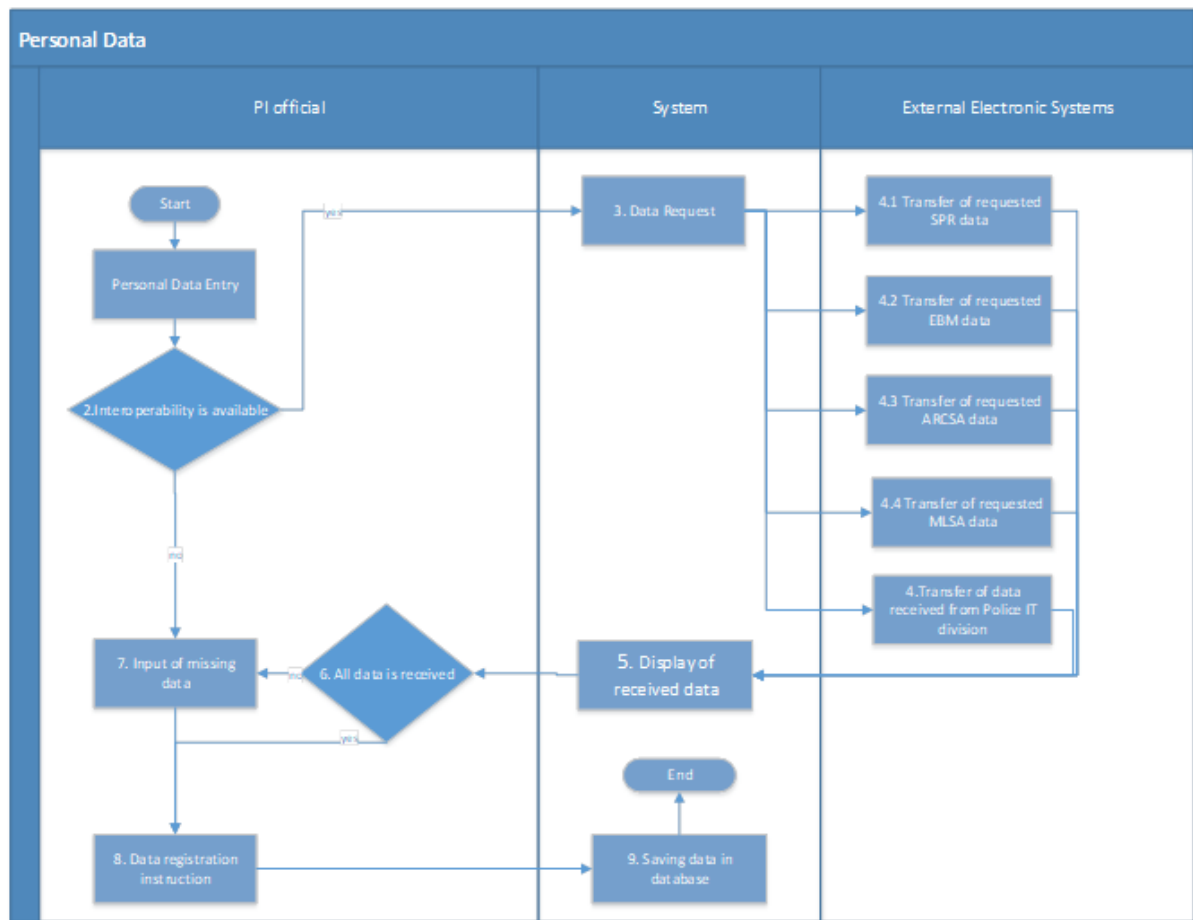 Personal Data
PI official
System
External Electronic Systems
Start
Personal Data Entry
2.Interoperability is available
yes
no
3. Data Request
4.1 Transfer of requested
SPR data
4.2 Transfer of requested
EBM data
4.3 Transfer of requested
ARCSA data
4.4 Transfer of requested
MLSA data
4.Transfer of data
received from Police IT
division
5. Display of
received data
6. All data is received
no
yes
7. Input of missing
data
8. Data registration
instruction
9. Saving data in
database
End